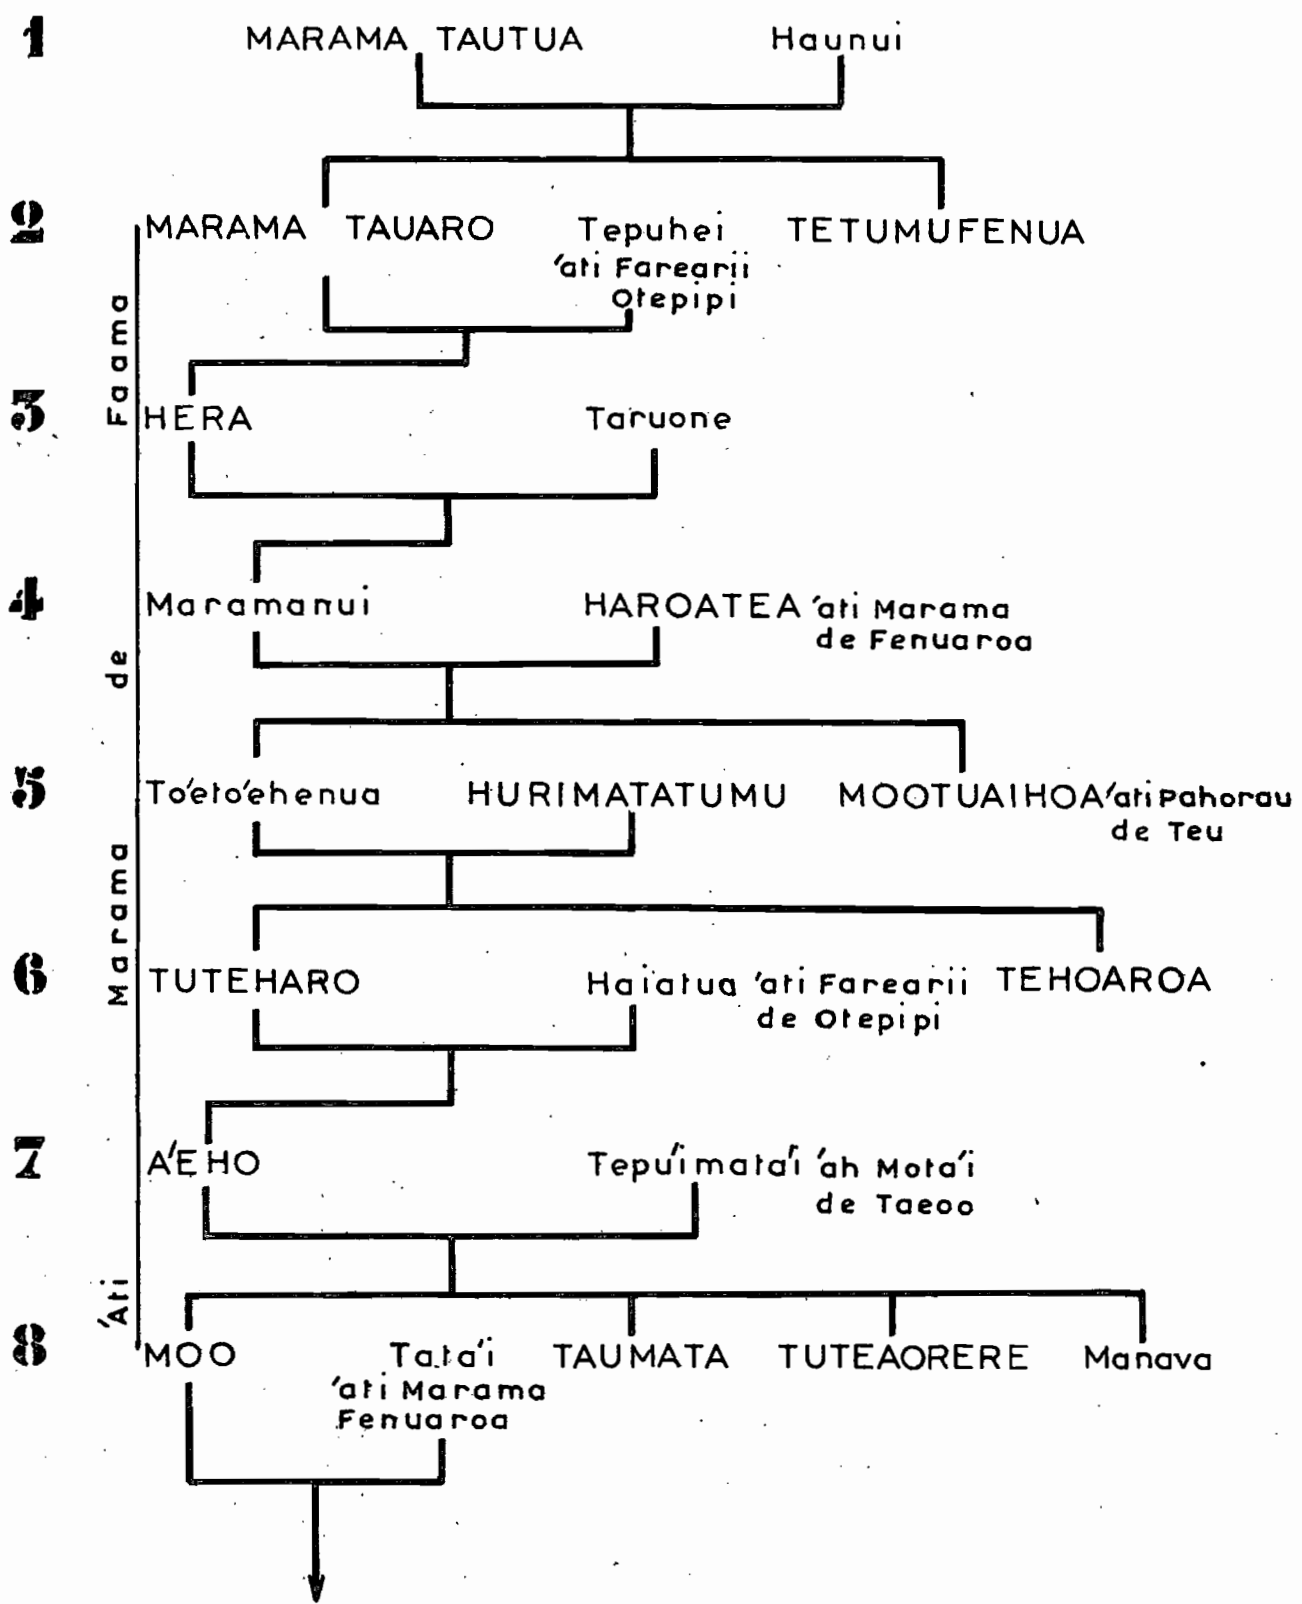 1 MARAMA TAUTUA Haunui
2 MARAMA TAUARO Tepuhei TETUMUFENUA
'ati Farearii
Otepipi
3 HERA Taruone
4 Maramanui HAROATEA 'ati Marama
de Fenuaroa
5 To'eto'ehenua HURIMATATUMU MOOTUAIHOA 'ati Pahorau
de Teu
6 TUTEHARO Haiatua 'ati Farearii TEHOAROA
de Otepipi
7 A'EHO Tepu'imata'i 'ah Mota'i
de Taeoo
8 MOO Tata'i TAUMATA TUTEAORERE Manava
'ati Marama
Fenuaroa
'Ati Marama de Faama